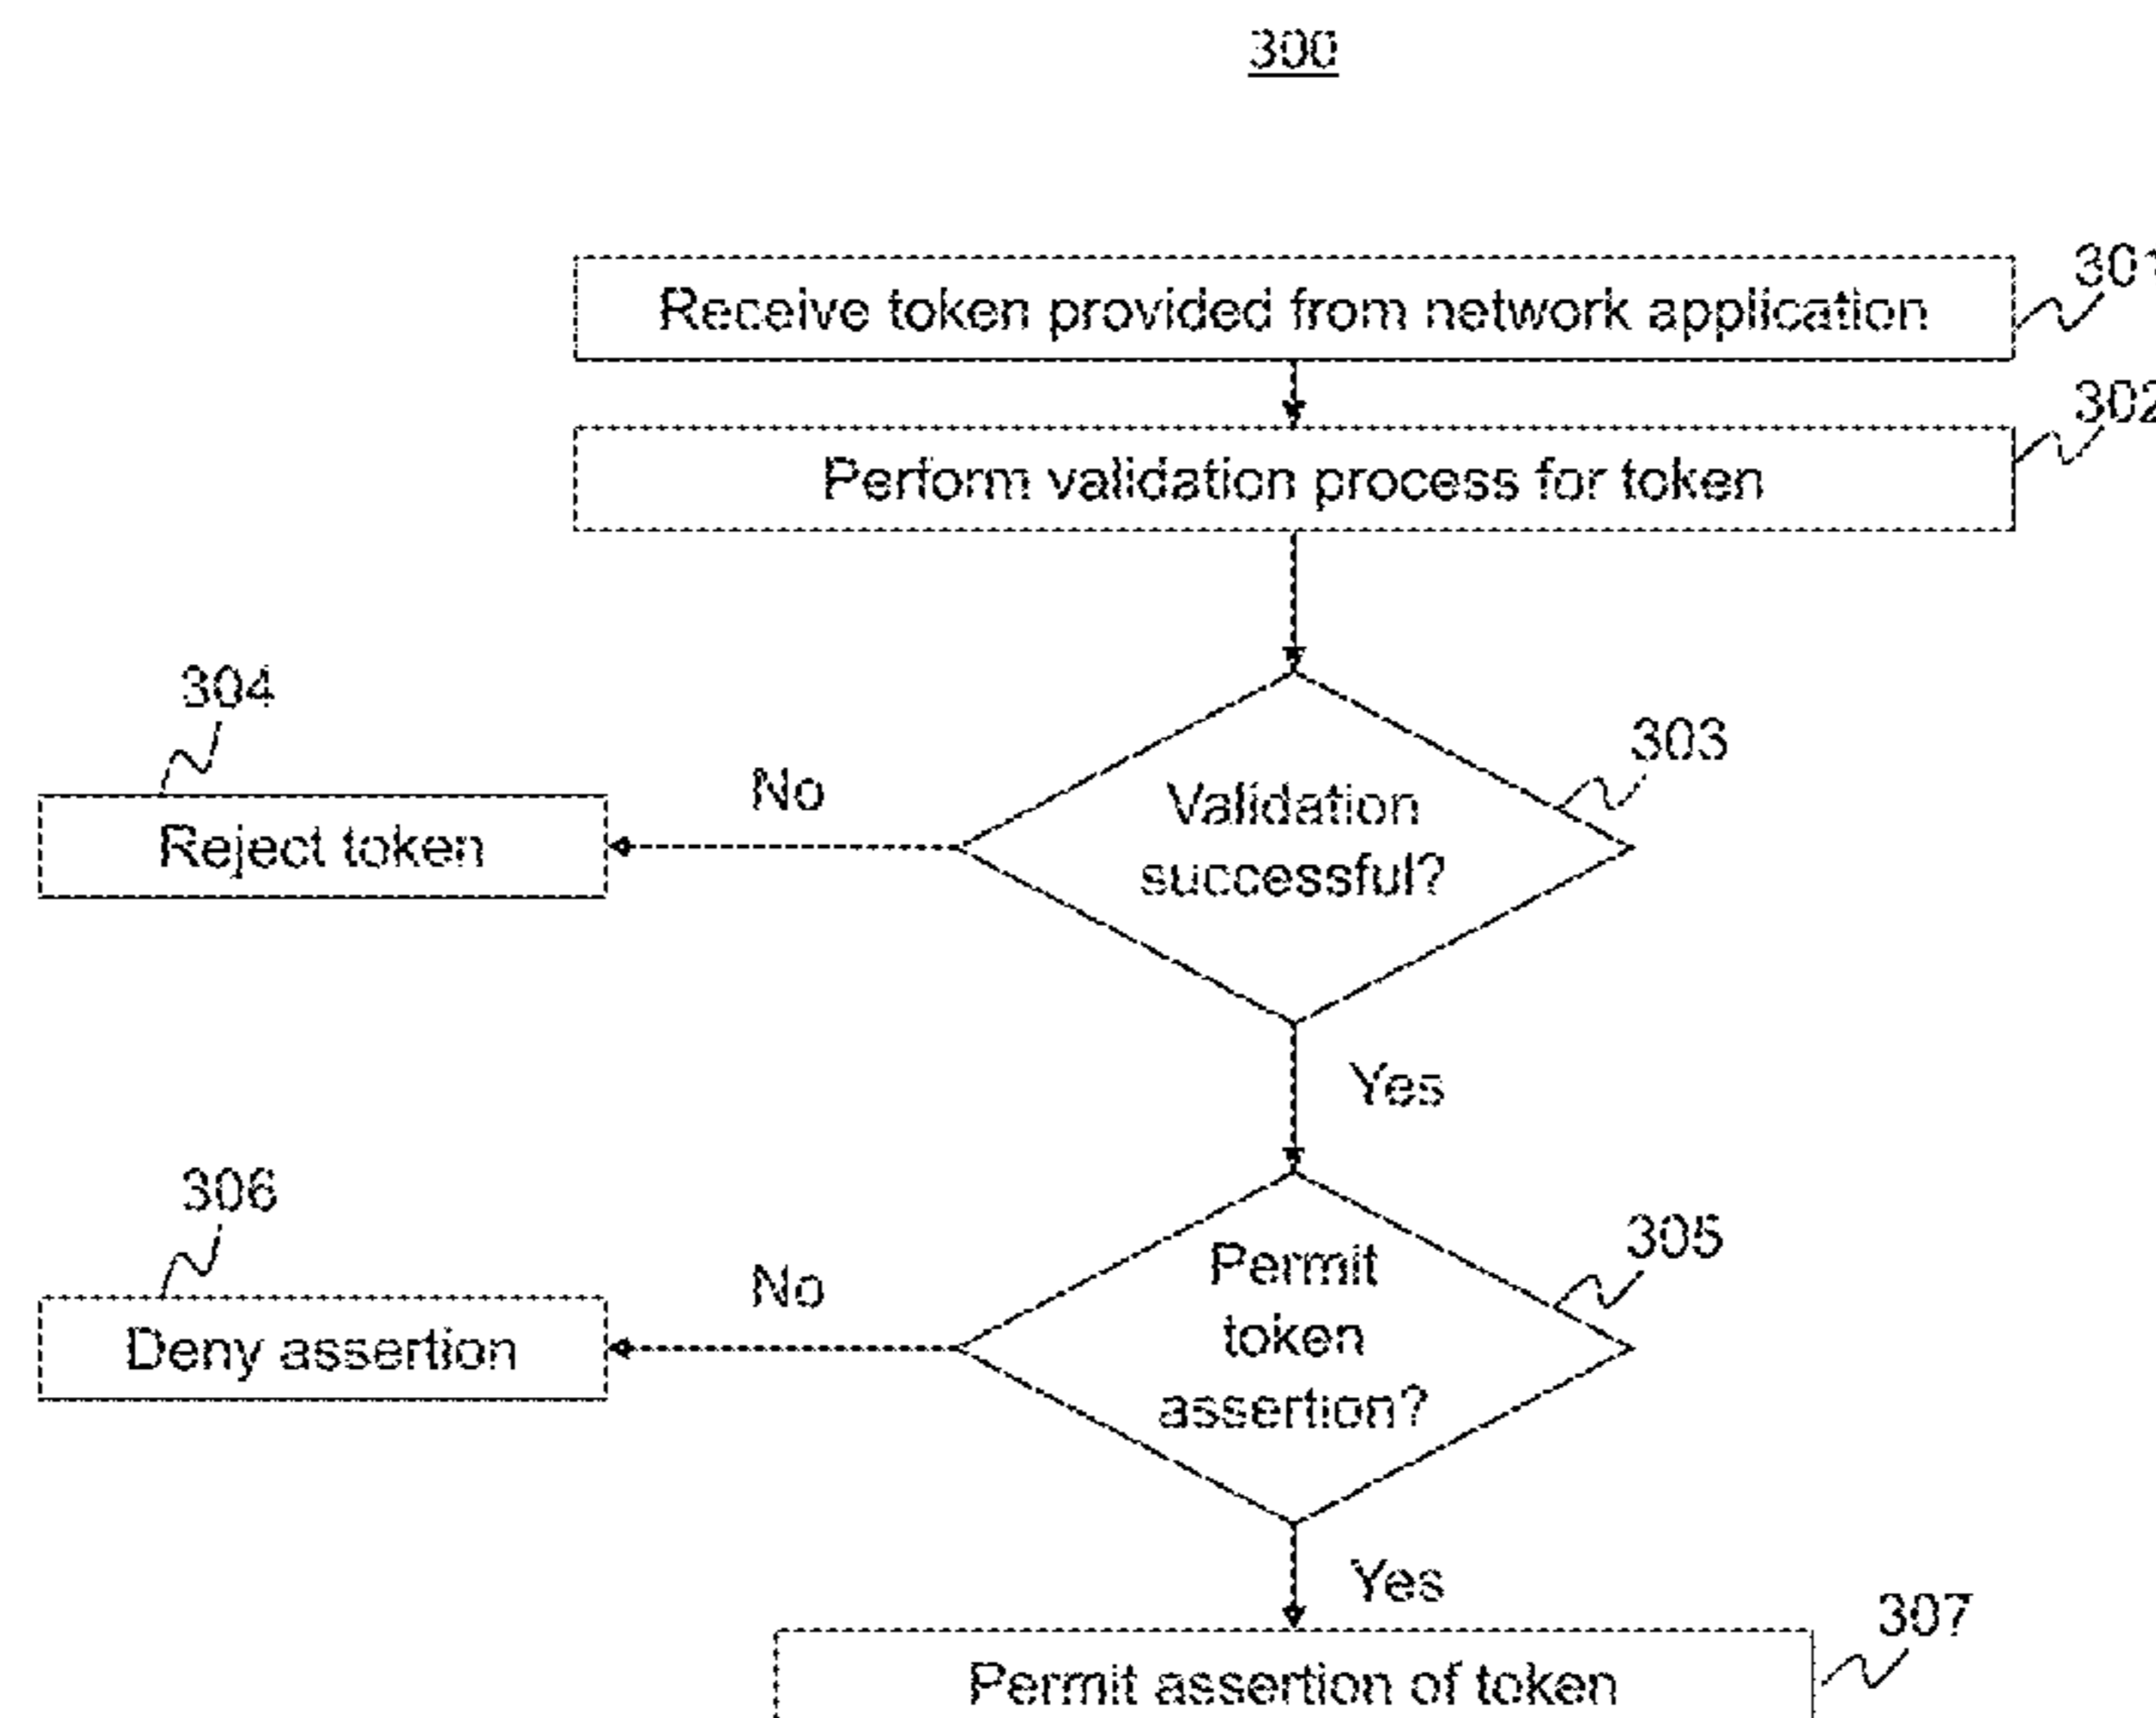 300
Receive token provided from network application
301
Perform validation process for token
302
304
303
Reject token
No
Validation
successful?
Yes
306
305
Deny assertion
No
Permit
token
assertion?
Yes
307
Permit assertion of token